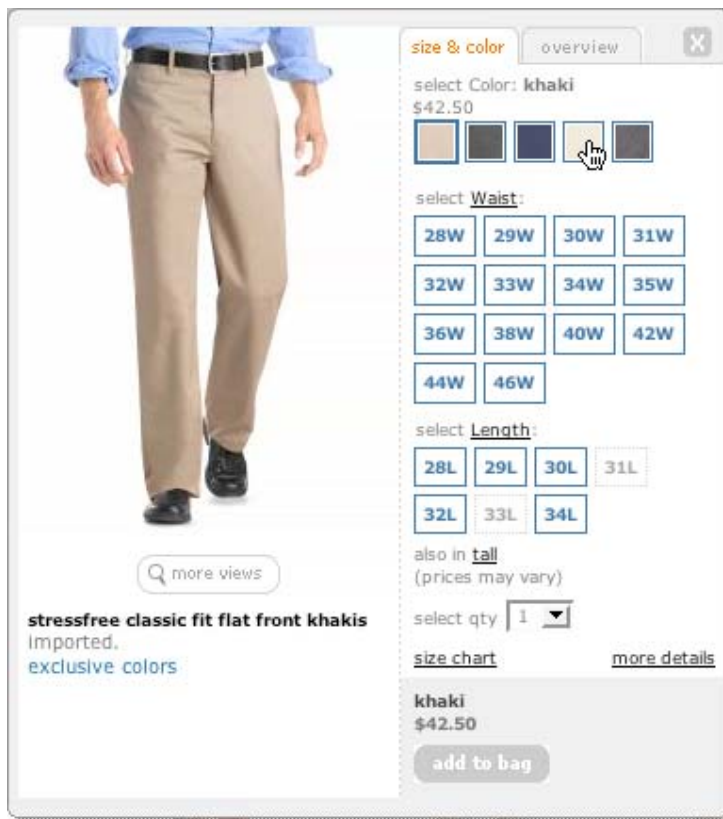 size & color
overview
X
select Color: khaki
$42.50
select Waist:
28W 29W 30W 31W
32W 33W 34W 35W
36W 38W 40W 42W
44W 46W
select Length:
28L 29L 30L 31L
32L 33L 34L
also in tall
(prices may vary)
select qty 1
size chart more details
khaki
$42.50
add to bag
more views
stressfree classic fit flat front khakis
imported.
exclusive colors